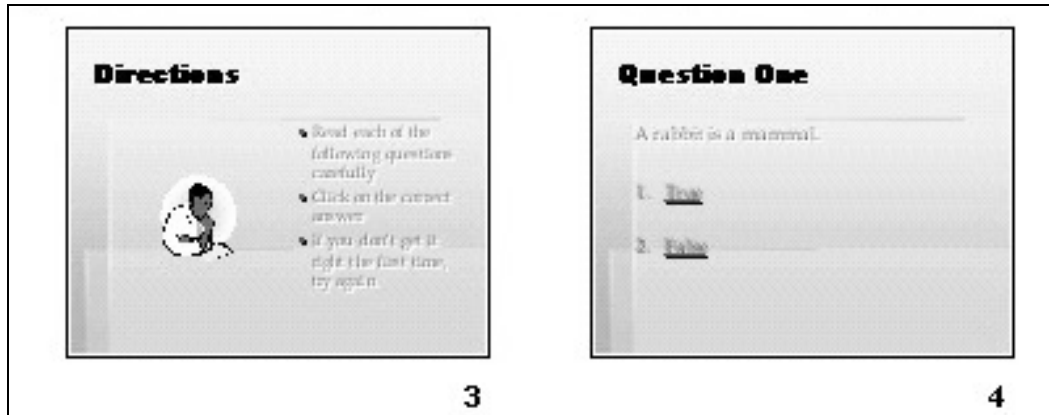 Directions
• Read each of the
following questions
carefully
• Click on the correct
answer
• If you don't get it
right the first time,
try again
3
Question One
A rabbit is a mammal.
1. True
2. False
4